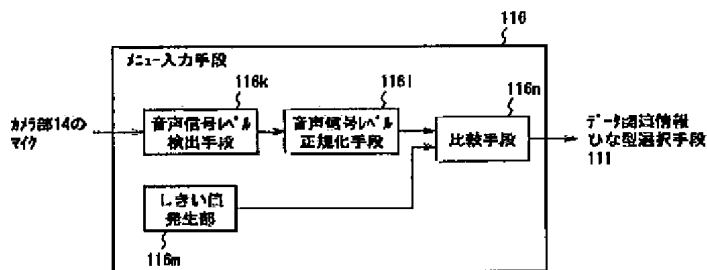 116
メニュー入力手段
116k
116l
116n
カメラ部14の
マイク
音声信号レベル
検出手段
音声信号レベル
正規化手段
比較手段
データ関連情報
ひな型選択手段
111
しきい値
発生部
116m